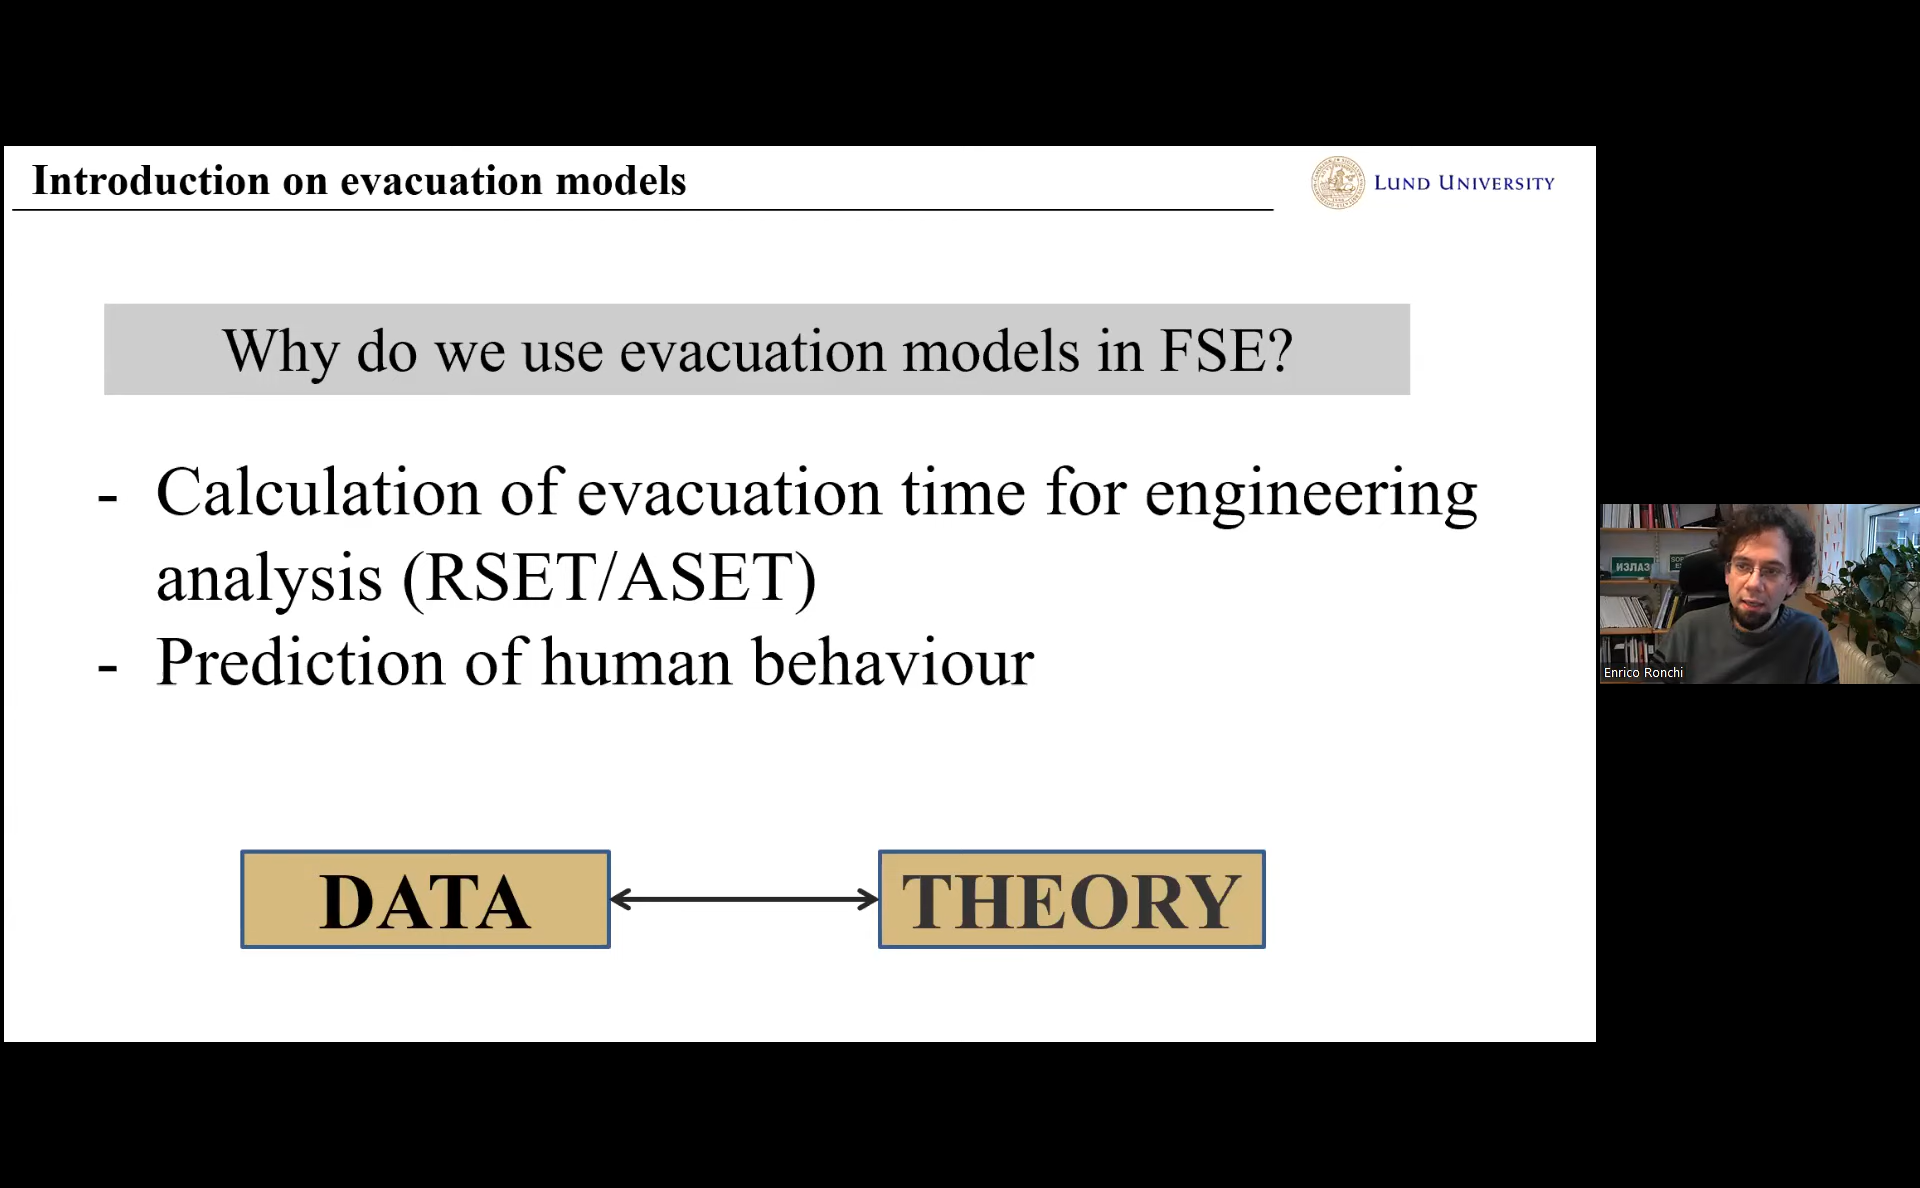 Introduction on evacuation models
LUND UNIVERSITY
Why do we use evacuation models in FSE?
- Calculation of evacuation time for engineering
analysis (RSET/ASET)
- Prediction of human behaviour
DATA
THEORY
ИЗЛАЗ
Enrico Ronchi